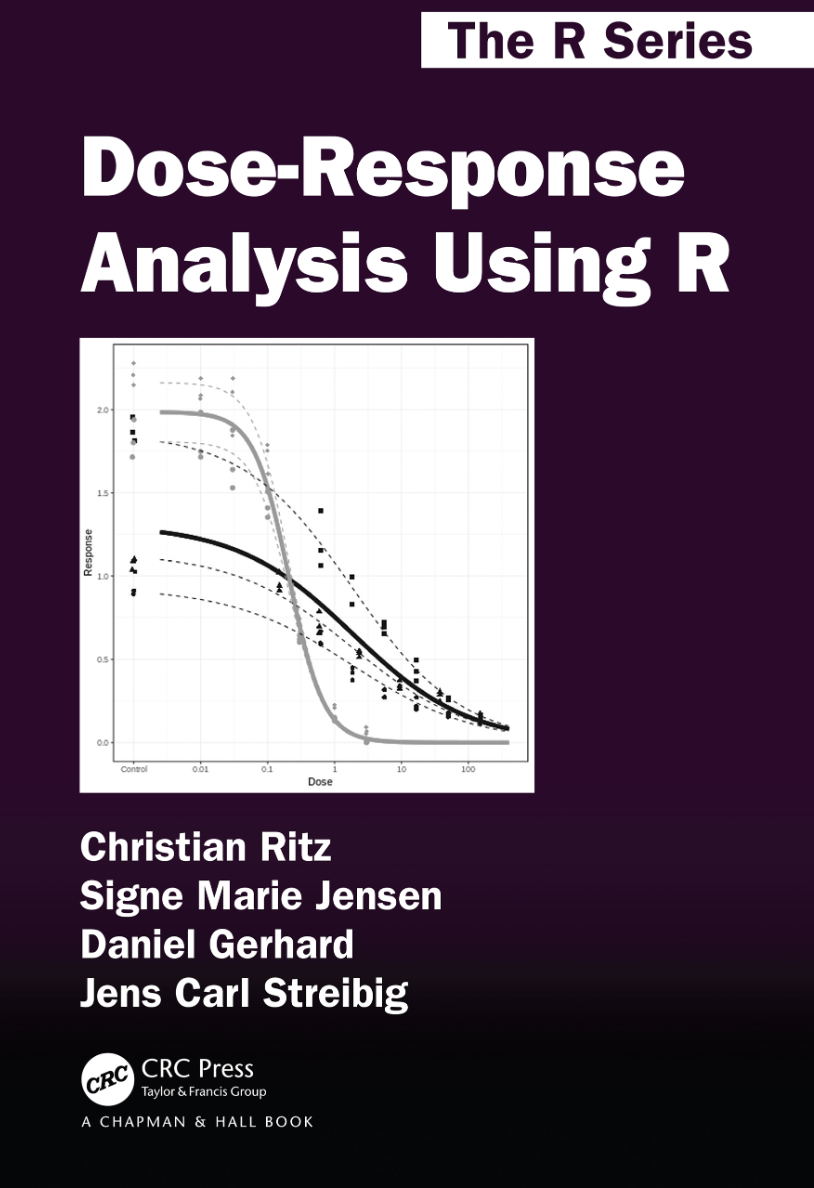 The R Series
Dose-Response
Analysis Using R
2.0
1.5
1.0
0.5
0.0
Response
Control 0.01 0.1 1 10 100
Dose
Christian Ritz
Signe Marie Jensen
Daniel Gerhard
Jens Carl Streibig
CRC
CRC Press
Taylor & Francis Group
A CHAPMAN & HALL BOOK